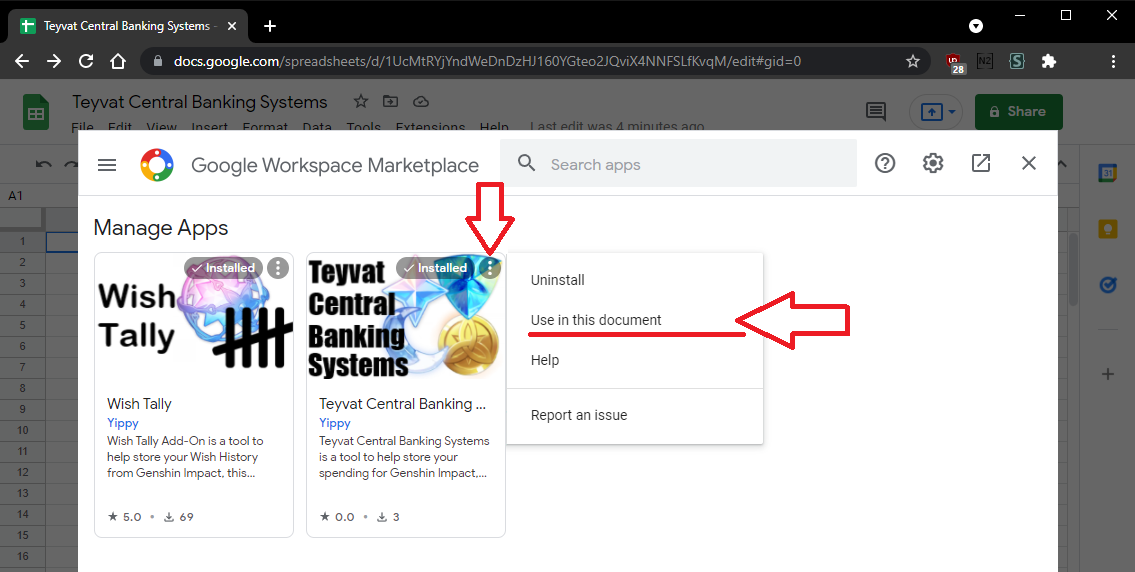 Teyvat Central Banking Systems -
docs.google.com/spreadsheets/d/1UcMtRYjYndWeDnDzHJ160YGteo2JQviX4NNFSLfKvqM/edit#gid=0
28
N2
S
Teyvat Central Banking Systems
File Edit View Insert Format Data Tools Extensions Help Last edit was 4 minutes ago
Share
Google Workspace Marketplace
Search apps
A1
31
Manage Apps
1
2
3
4
5
6
7
8
9
10
11
12
13
14
15
16
Installed
Wish
Tally
Wish Tally
Yippy
Wish Tally Add-On is a tool to
help store your Wish History
from Genshin Impact, this...
★ 5.0 • 69
Installed
Teyvat
Central
Banking
Systems
Teyvat Central Banking ...
Yippy
Teyvat Central Banking Systems
is a tool to help store your
spending for Genshin Impact,...
★ 0.0 • 3
Uninstall
Use in this document
Help
Report an issue